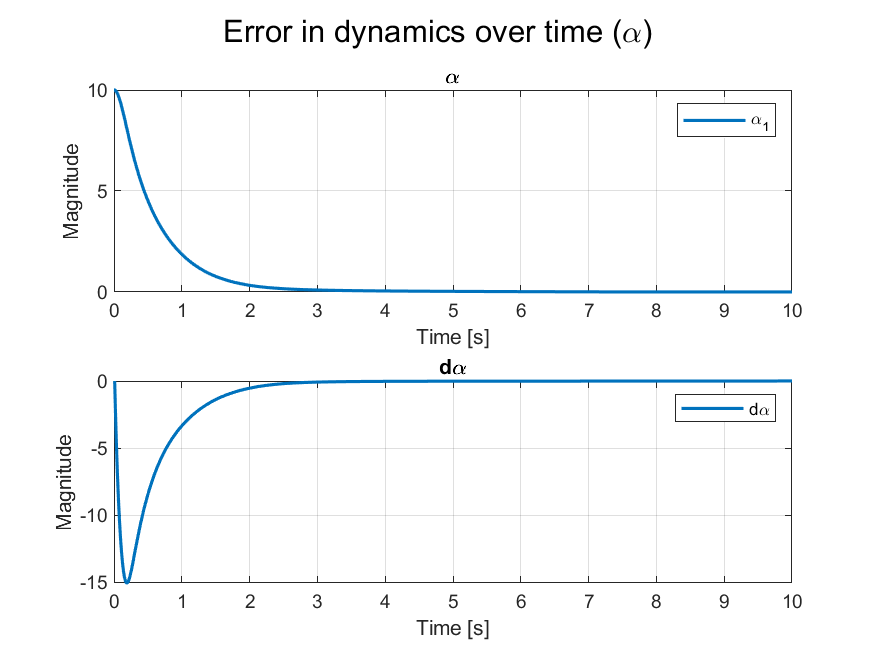 Error in dynamics over time (α)
α
10
5
0
Magnitude
α₁
0 1 2 3 4 5 6 7 8 9 10
Time [s]
dα
0
-5
-10
-15
Magnitude
dα
0 1 2 3 4 5 6 7 8 9 10
Time [s]